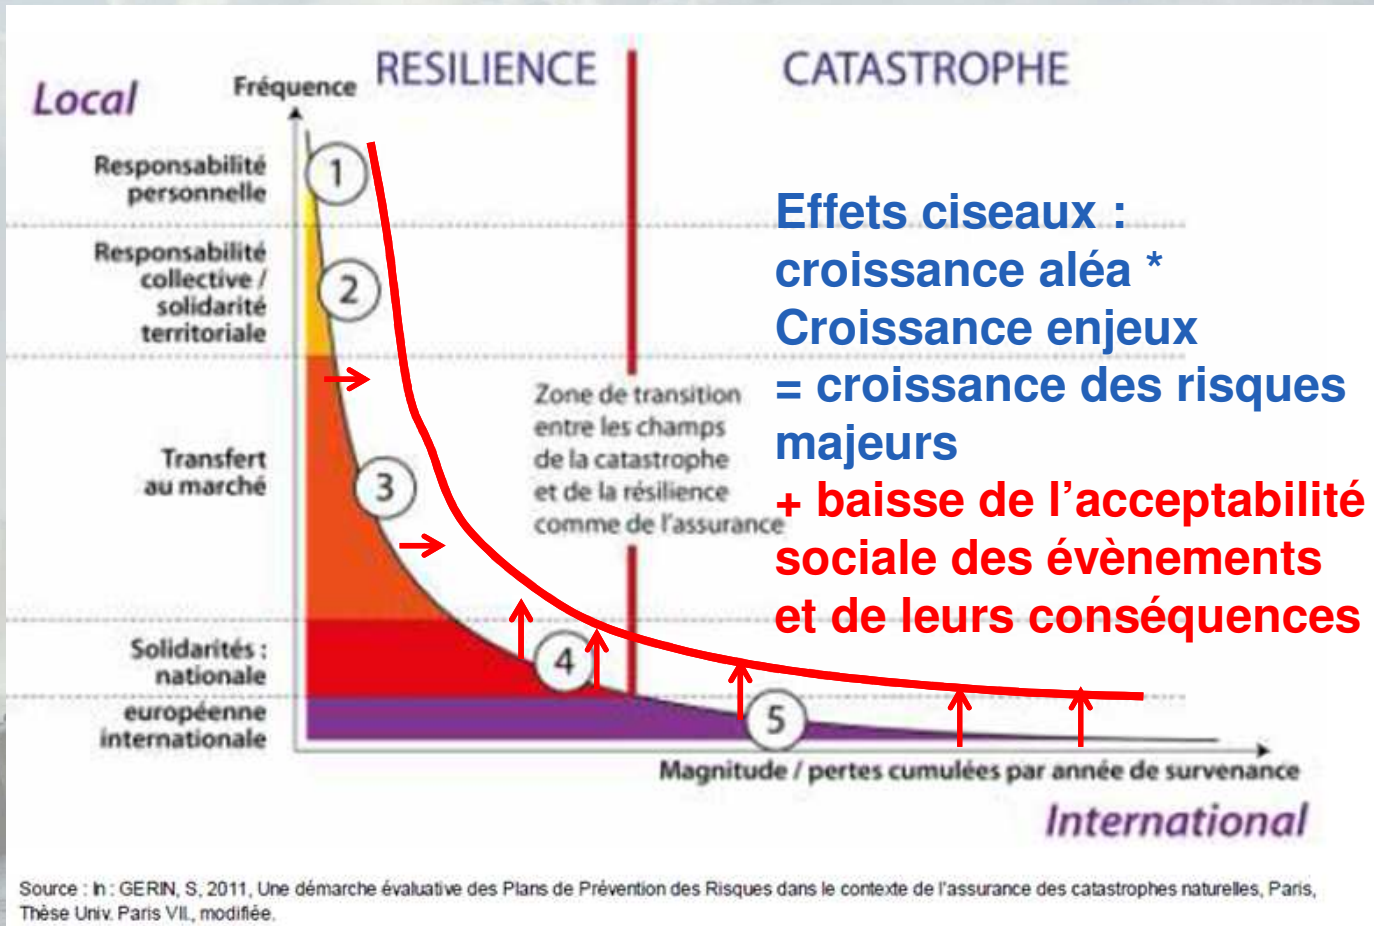 RESILIENCE
CATASTROPHE
Local
Fréquence
Responsabilité
personnelle
1
Responsabilité
collective /
solidarité
territoriale
2
Transfert
au marché
3
Zone de transition
entre les champs
de la catastrophe
et de la résilience
comme de l'assurance
Effets ciseaux :
croissance aléa *
Croissance enjeux
= croissance des risques
majeurs
+ baisse de l’acceptabilité
sociale des évènements
et de leurs conséquences
Solidarités :
nationale
4
européenne
internationale
5
Magnitude / pertes cumulées par année de survenance
International
Source : In : GERIN, S, 2011, Une démarche évaluative des Plans de Prévention des Risques dans le contexte de l'assurance des catastrophes naturelles, Paris,
Thèse Univ. Paris VII., modifiée.